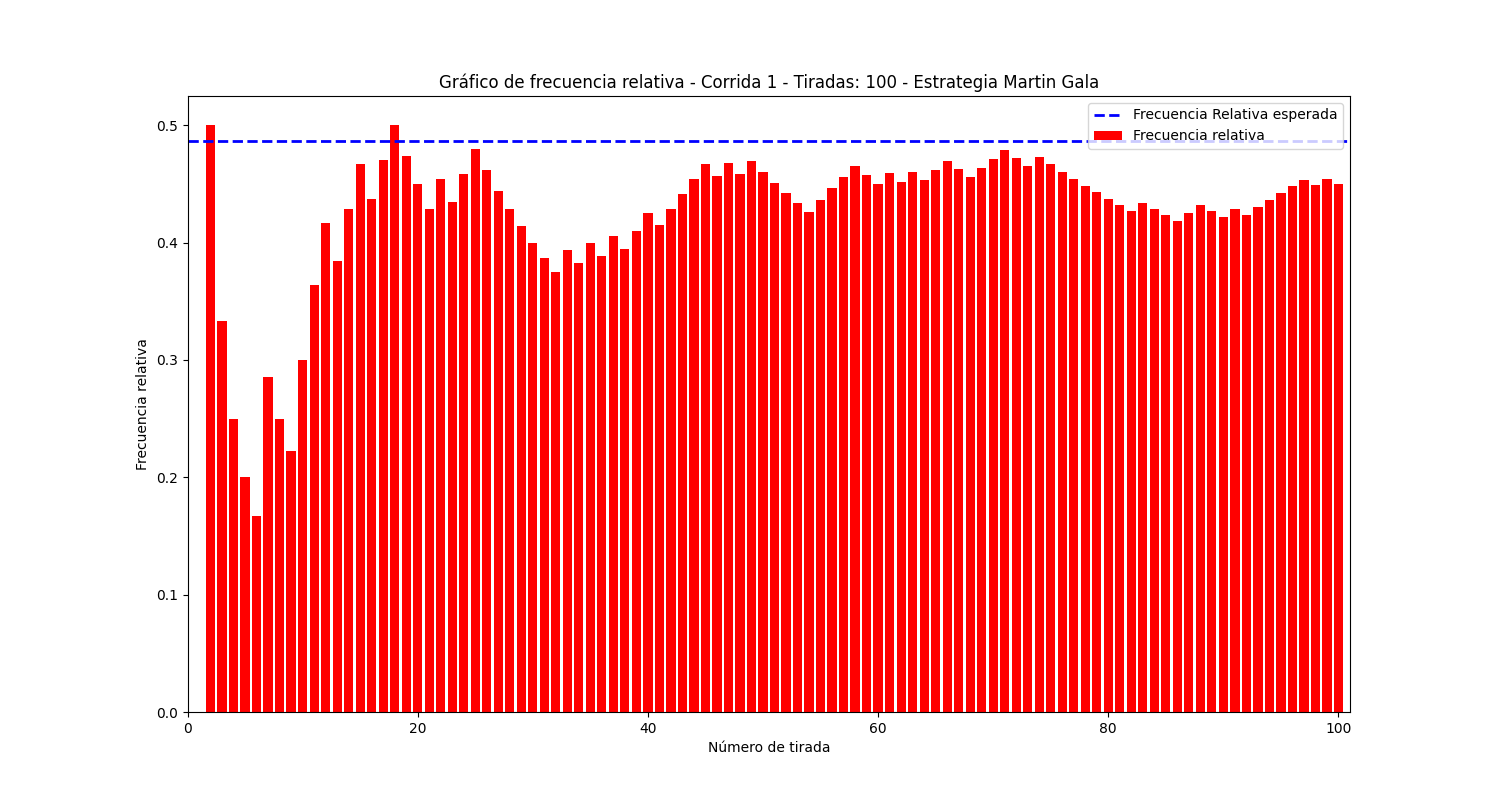 Gráfico de frecuencia relativa - Corrida 1 - Tiradas: 100 - Estrategia Martin Gala
Frecuencia Relativa esperada
Frecuencia relativa
0.5
0.4
0.3
0.2
0.1
0.0
Frecuencia relativa
0 20 40 60 80 100
Número de tirada